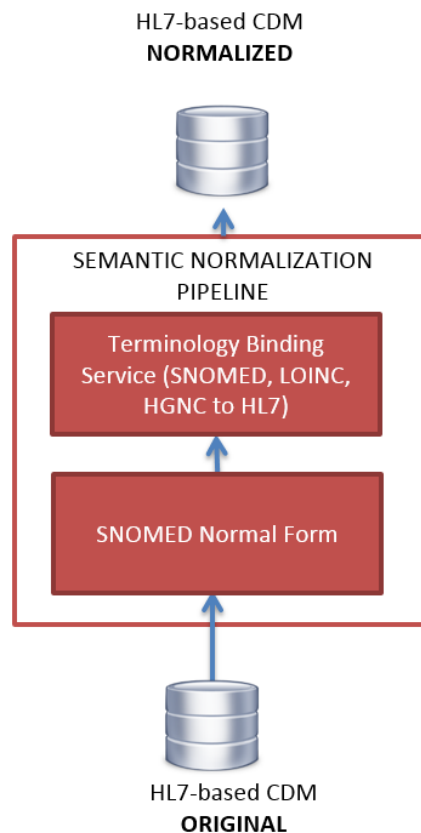 HL7-based CDM
NORMALIZED
SEMANTIC NORMALIZATION
PIPELINE
Terminology Binding
Service (SNOMED, LOINC,
HGNC to HL7)
SNOMED Normal Form
HL7-based CDM
ORIGINAL